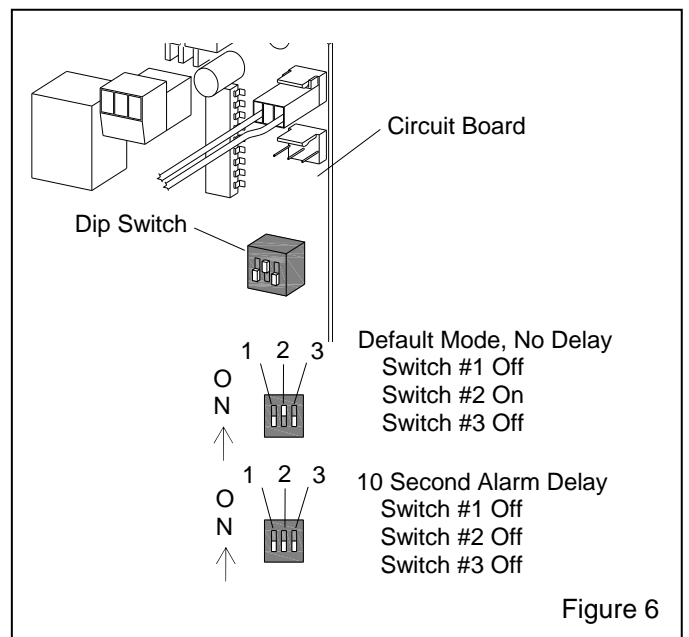 Circuit Board
Dip Switch
1 2 3
O
N
Default Mode, No Delay
Switch #1 Off
Switch #2 On
Switch #3 Off
1 2 3
O
N
10 Second Alarm Delay
Switch #1 Off
Switch #2 Off
Switch #3 Off
Figure 6